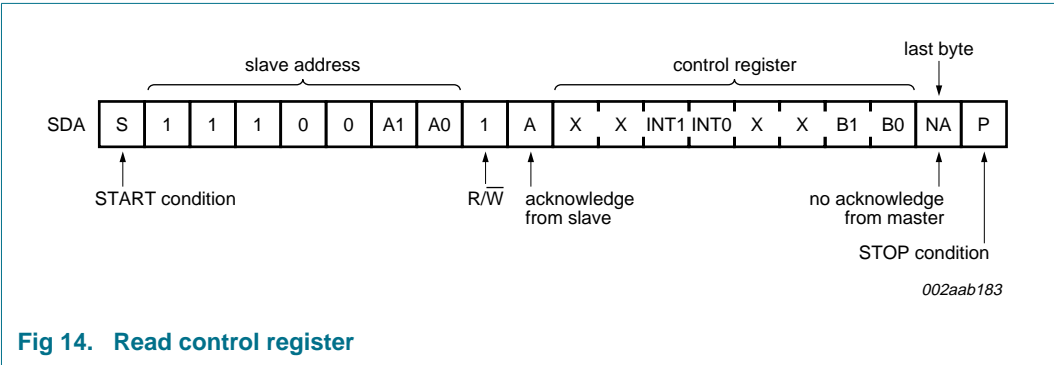 last byte
slave address control register
SDA S 1 1 1 0 0 A1 A0 1 A X X INT1 INT0 X X B1 B0 NA P
START condition R/W̅ acknowledge from slave no acknowledge from master
STOP condition
002aab183
Fig 14. Read control register